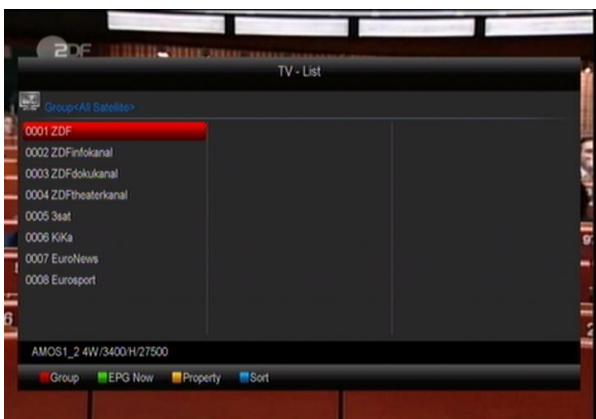 ZDF
TV - List
Group<All Satellite>
0001 ZDF
0002 ZDFinfokanal
0003 ZDFdokukanal
0004 ZDFtheaterkanal
0005 3sat
0006 KiKa
0007 EuroNews
0008 Eurosport
AMOS1_2 4W/3400/H/27500
Group EPG Now Property Sort